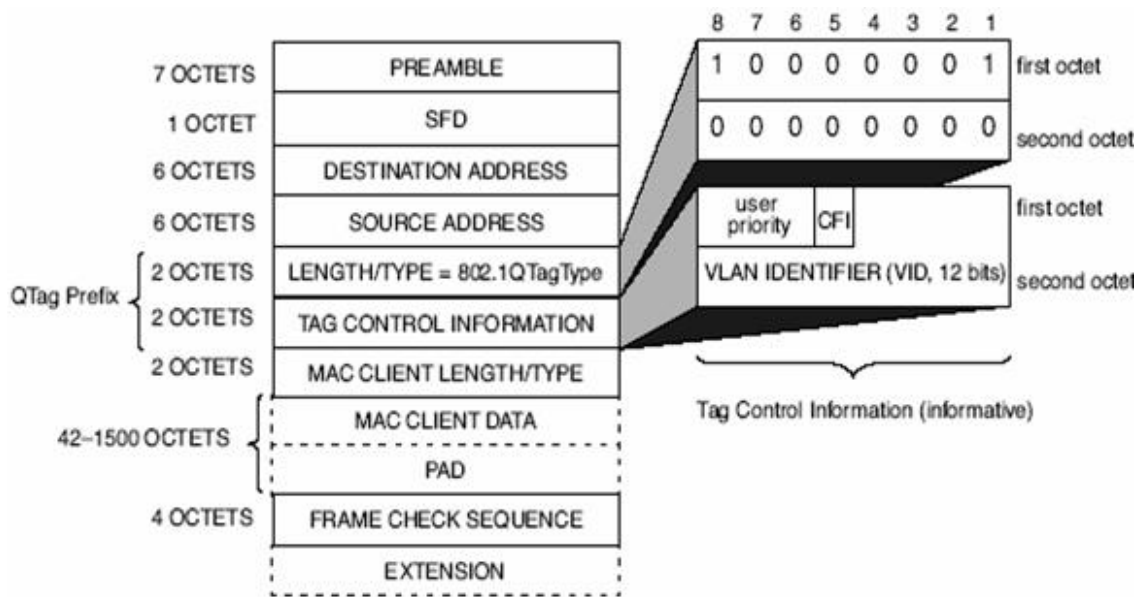 8 7 6 5 4 3 2 1
7 OCTETS PREAMBLE 1 0 0 0 0 0 0 1 first octet
1 OCTET SFD 0 0 0 0 0 0 0 0 second octet
6 OCTETS DESTINATION ADDRESS
6 OCTETS SOURCE ADDRESS
user priority CFI first octet
QTag Prefix
2 OCTETS LENGTH/TYPE = 802.1QTagType
VLAN IDENTIFIER (VID, 12 bits) second octet
2 OCTETS TAG CONTROL INFORMATION
2 OCTETS MAC CLIENT LENGTH/TYPE
Tag Control Information (informative)
42–1500 OCTETS MAC CLIENT DATA
PAD
4 OCTETS FRAME CHECK SEQUENCE
EXTENSION